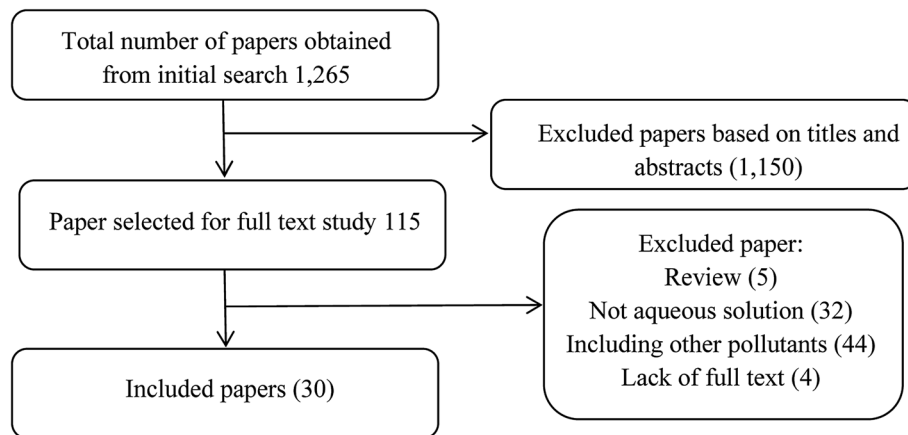 Total number of papers obtained
from initial search 1,265
Excluded papers based on titles and
abstracts (1,150)
Paper selected for full text study 115
Excluded paper:
Review (5)
Not aqueous solution (32)
Including other pollutants (44)
Lack of full text (4)
Included papers (30)